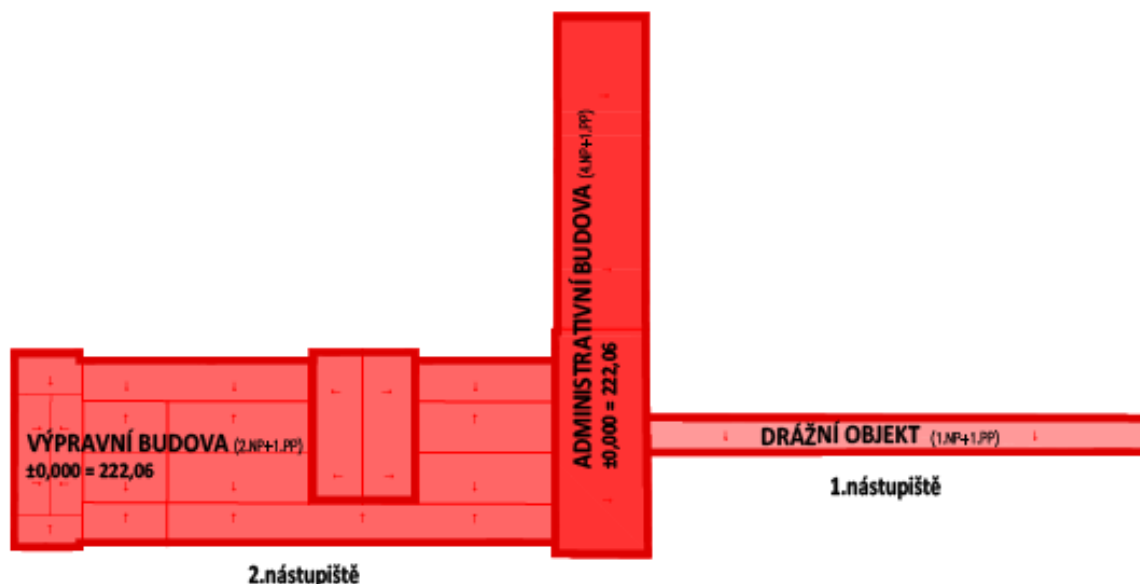 ADMINISTRATIVNÍ BUDOVA (4.NP+1.PP)
±0,000 = 222,06
VÝPRAVNÍ BUDOVA (2.NP+1.PP)
±0,000 = 222,06
DRÁŽNÍ OBJEKT (1.NP+1.PP)
1.nástupiště
2.nástupiště